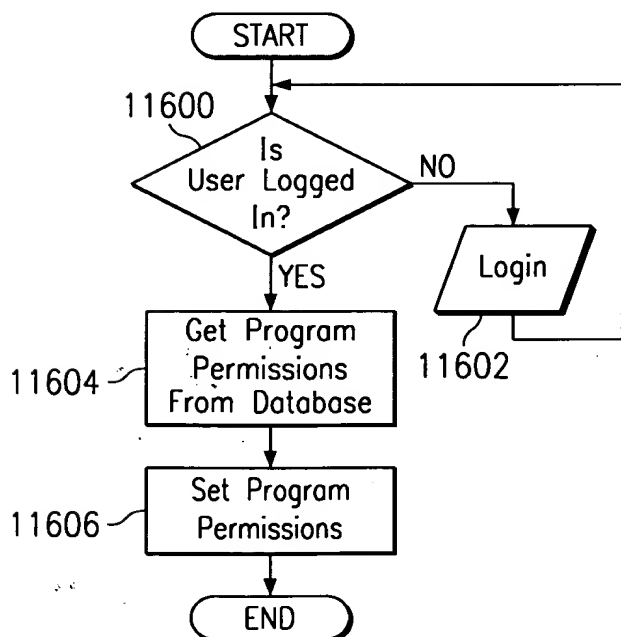 START
11600
Is
User Logged
In?
NO
Login
11602
YES
Get Program
Permissions
From Database
11604
Set Program
Permissions
11606
END